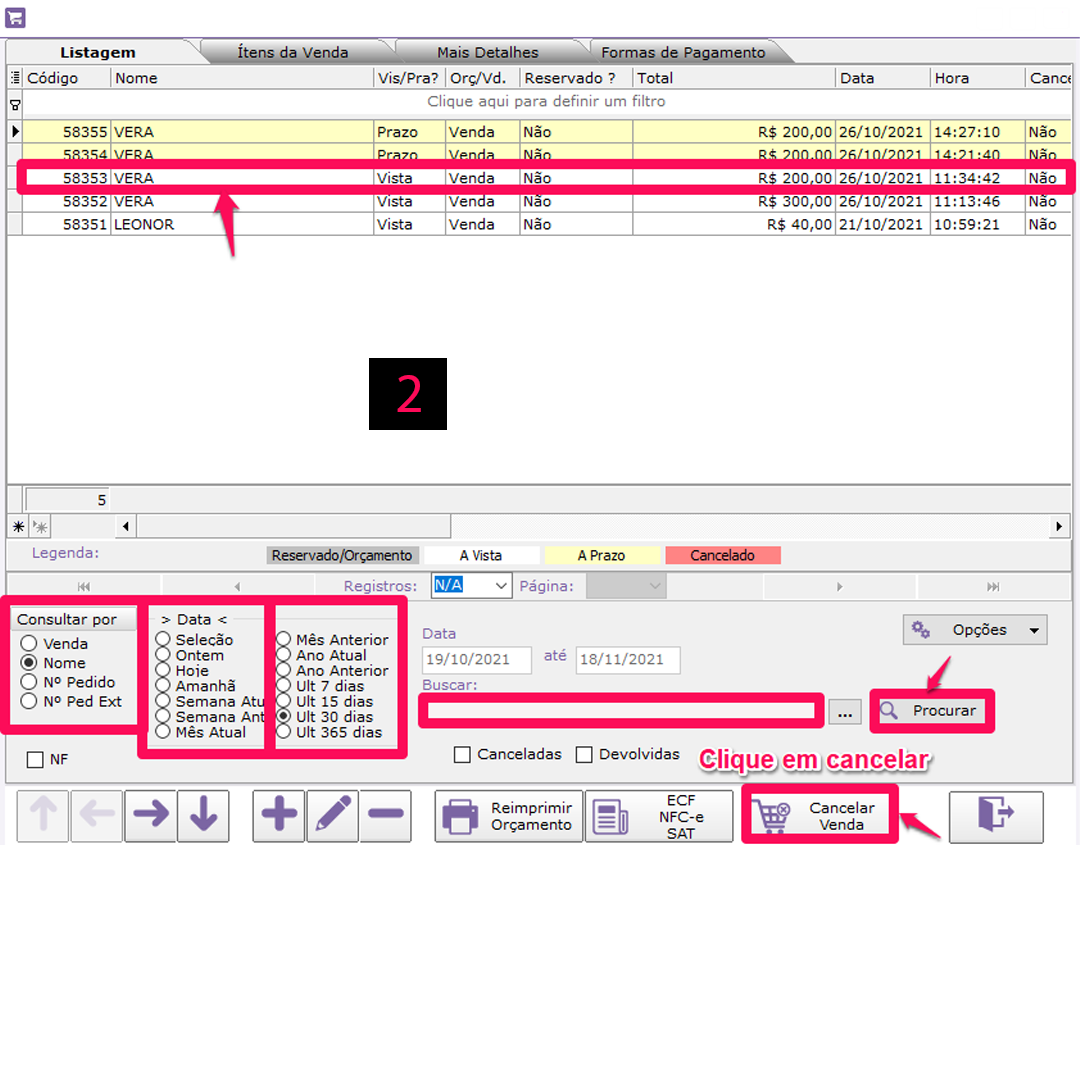 Listagem Ítens da Venda Mais Detalhes Formas de Pagamento
Código Nome Vis/Pra? Orç/Vd. Reservado ? Total Data Hora Cance
Clique aqui para definir um filtro
58355 VERA Prazo Venda Não R$ 200,00 26/10/2021 14:27:10 Não
58354 VERA Prazo Venda Não R$ 200,00 26/10/2021 14:21:40 Não
58353 VERA Vista Venda Não R$ 200,00 26/10/2021 11:34:42 Não
58352 VERA Vista Venda Não R$ 300,00 26/10/2021 11:13:46 Não
58351 LEONOR Vista Venda Não R$ 40,00 21/10/2021 10:59:21 Não
2
5
Legenda: Reservado/Orçamento A Vista A Prazo Cancelado
Registros: N/A Página:
Consultar por
Venda
Nome
Nº Pedido
Nº Ped Ext
NF
> Data <
Seleção
Ontem
Hoje
Amanhã
Semana Atu
Semana Ant
Mês Atual
Mês Anterior
Ano Atual
Ano Anterior
Ult 7 dias
Ult 15 dias
Ult 30 dias
Ult 365 dias
Data
19/10/2021 até 18/11/2021
Buscar:
...
Opções
Procurar
Canceladas Devolvidas
Clique em cancelar
Reimprimir
Orçamento
ECF
NFC-e
SAT
Cancelar
Venda